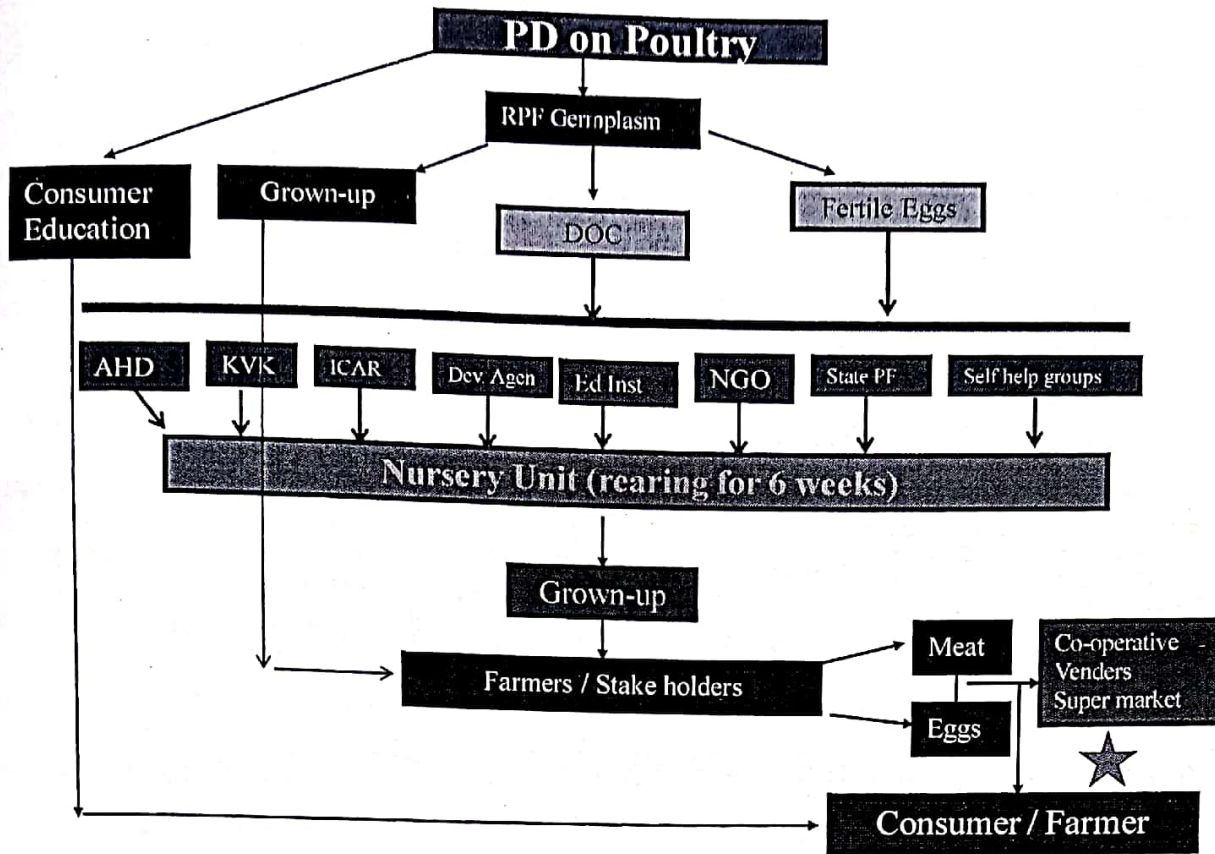 PD on Poultry
RPF Germplasm
Consumer
Education
Grown-up
DOC
Fertile Eggs
AHD
KVK
ICAR
Dev. Agen
Ed Inst
NGO
State PF
Self help groups
Nursery Unit (rearing for 6 weeks)
Grown-up
Farmers / Stake holders
Meat
Eggs
Co-operative
Venders
Super market
Consumer / Farmer